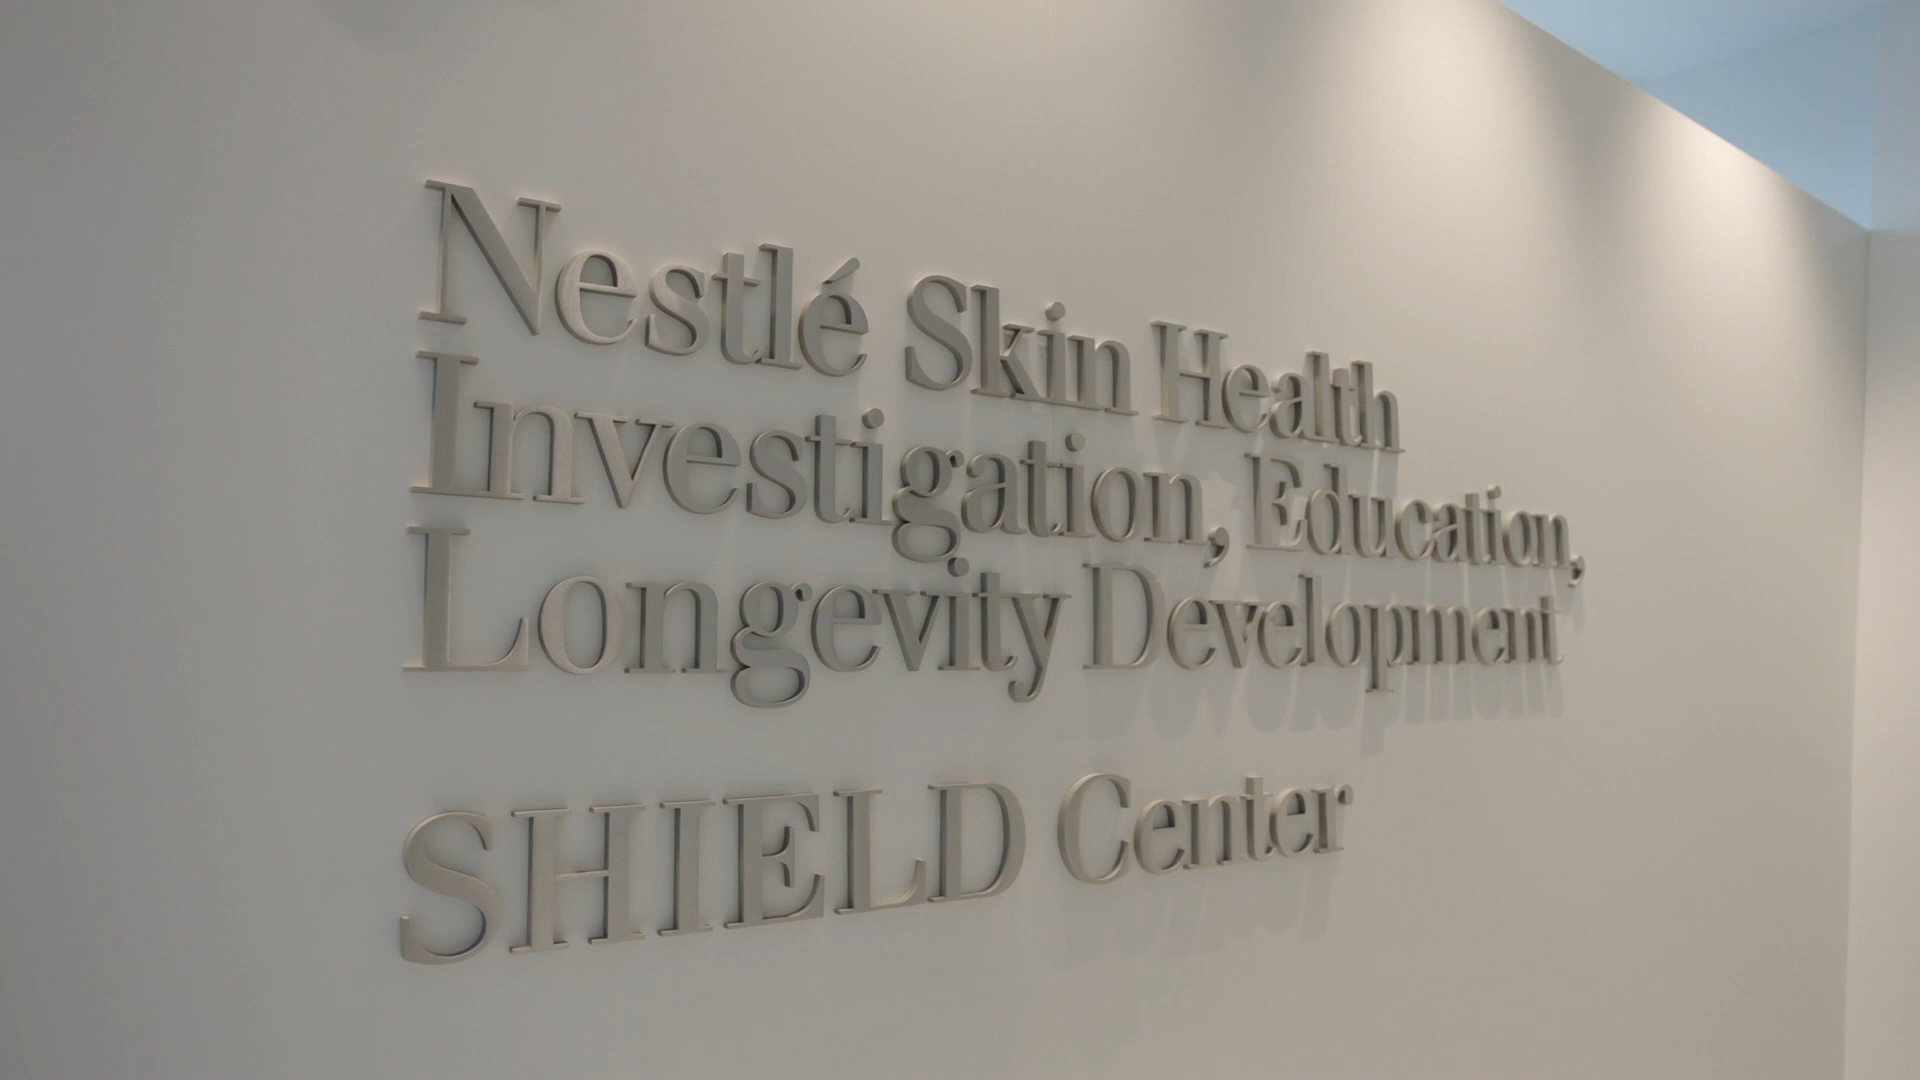 Nestlé Skin Health
Investigation, Education,
Longevity Development
SHIELD Center